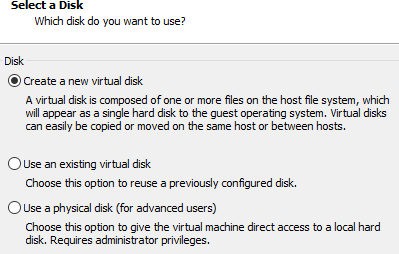 Select a Disk
Which disk do you want to use?
Disk
Create a new virtual disk
A virtual disk is composed of one or more files on the host file system, which
will appear as a single hard disk to the guest operating system. Virtual disks
can easily be copied or moved on the same host or between hosts.
Use an existing virtual disk
Choose this option to reuse a previously configured disk.
Use a physical disk (for advanced users)
Choose this option to give the virtual machine direct access to a local hard
disk. Requires administrator privileges.